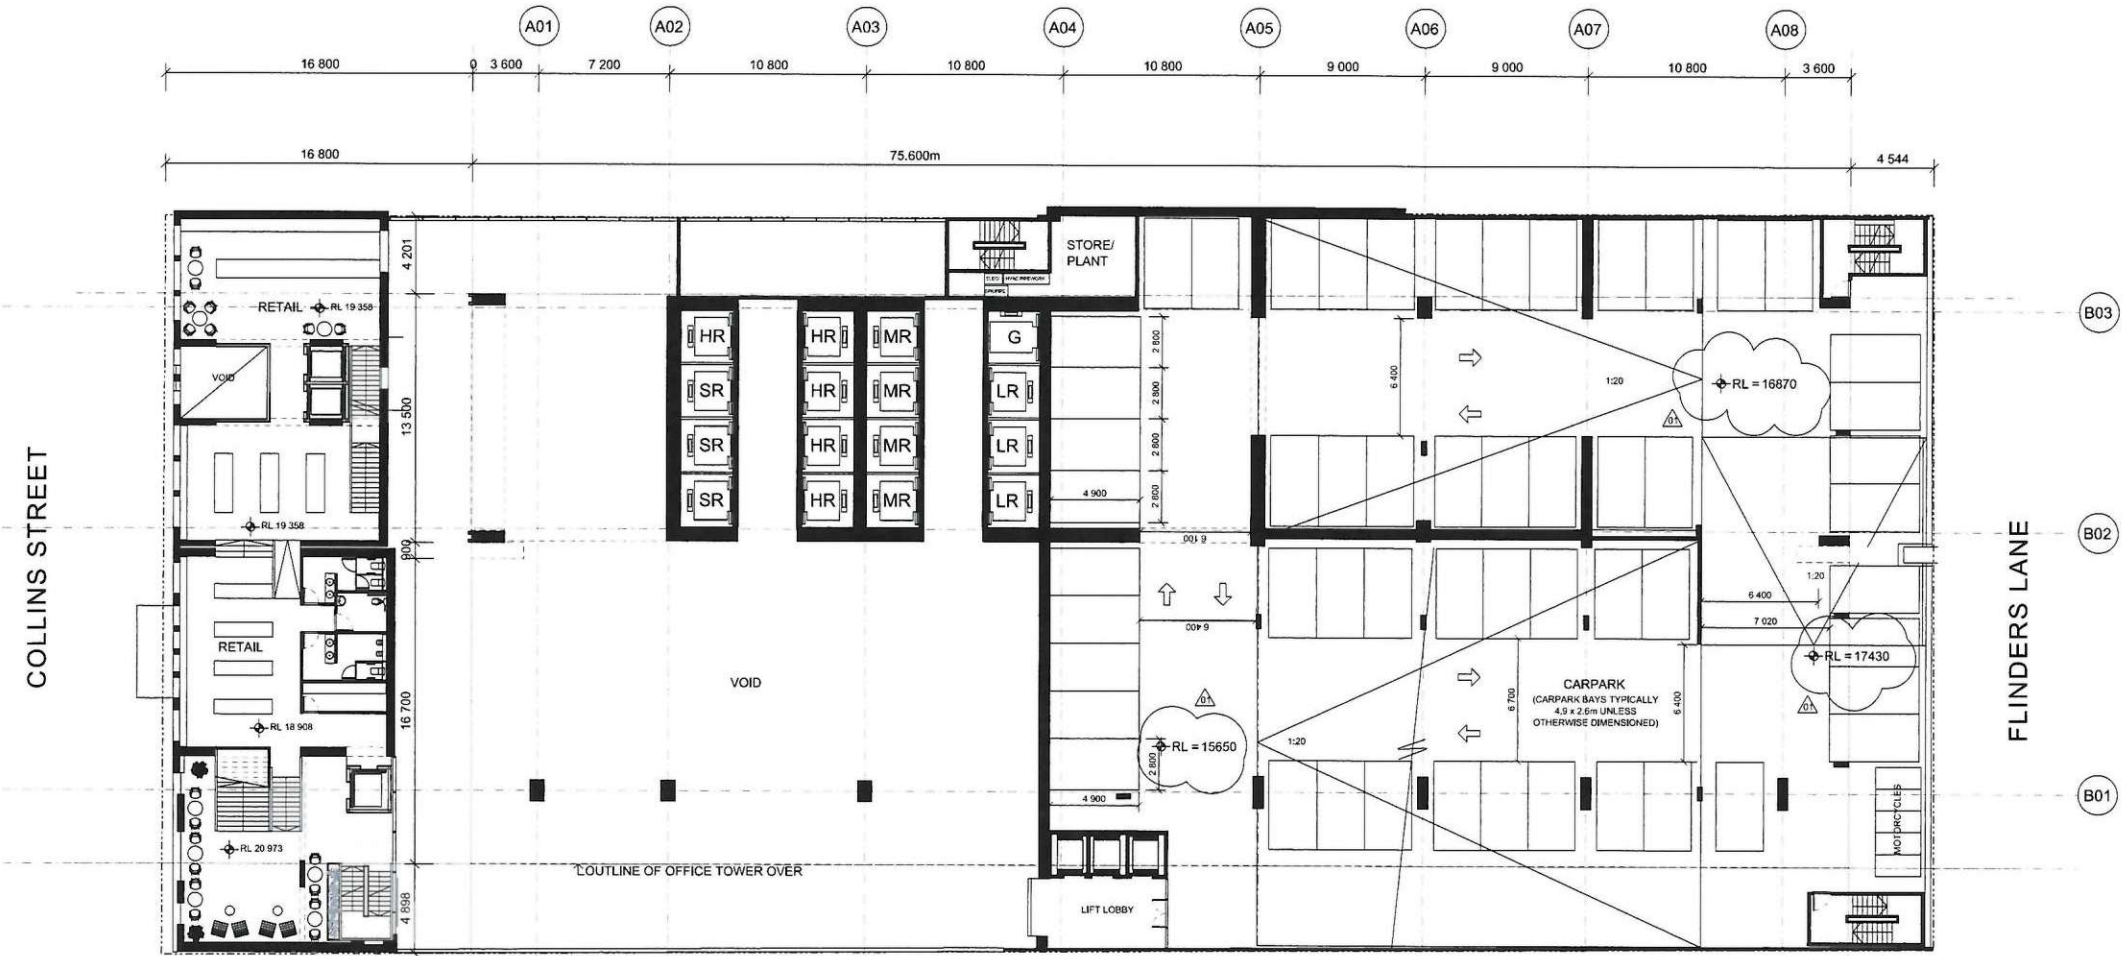 A01 A02 A03 A04 A05 A06 A07 A08
16 800 0 3 600 7 200 10 800 10 800 10 800 9 000 9 000 10 800 3 600
16 800 75.600m 4 544
COLLINS STREET
FLINDERS LANE
B03
B02
B01
4 201
13 500
900
16 700
4 898
RETAIL
RL 19 358
VOID
RL 19 358
RETAIL
RL 18 908
RL 20 973
STORE/
PLANT
HR HR MR G
SR HR MR LR
SR HR MR LR
SR HR MR LR
2 800
2 800
2 800
2 800
4 900
6 100
6 400
6 400
1:20
RL = 16870
01
1:20
6 400
7 020
RL = 17430
01
VOID
01
RL = 15650
2 800
4 900
1:20
6 700
6 400
CARPARK
(CARPARK BAYS TYPICALLY
4.9 x 2.6m UNLESS
OTHERWISE DIMENSIONED)
MOTORCYCLES
OUTLINE OF OFFICE TOWER OVER
LIFT LOBBY